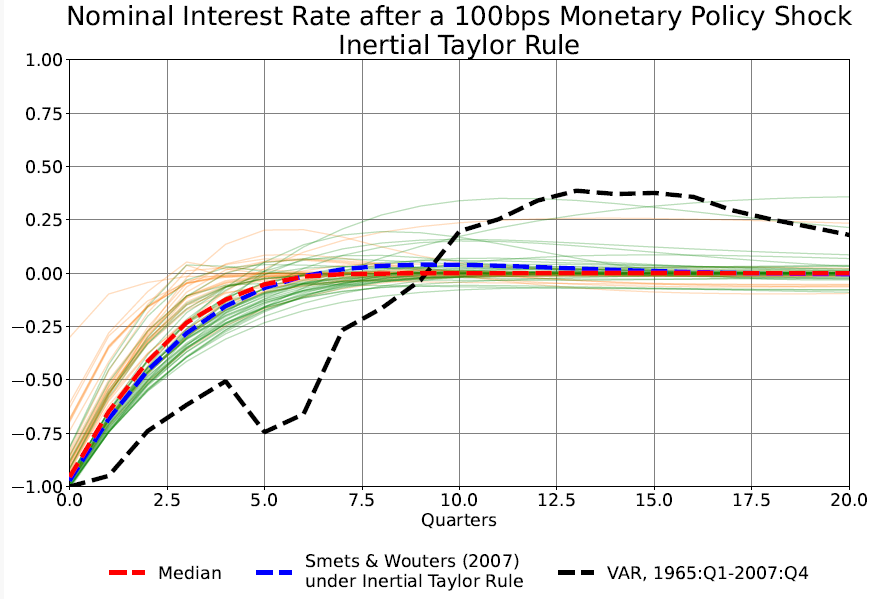 Nominal Interest Rate after a 100bps Monetary Policy Shock
Inertial Taylor Rule
1.00
0.75
0.50
0.25
0.00
−0.25
−0.50
−0.75
−1.00
0.0 2.5 5.0 7.5 10.0 12.5 15.0 17.5 20.0
Quarters
Median
Smets & Wouters (2007)
under Inertial Taylor Rule
VAR, 1965:Q1-2007:Q4